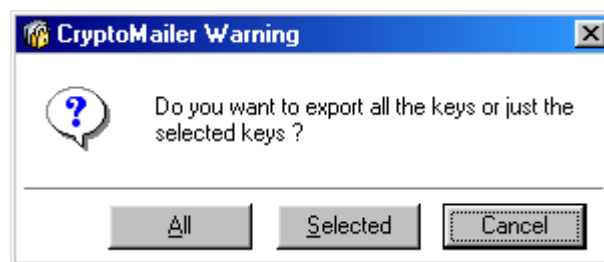 CryptoMailer Warning
Do you want to export all the keys or just the
selected keys ?
All Selected Cancel